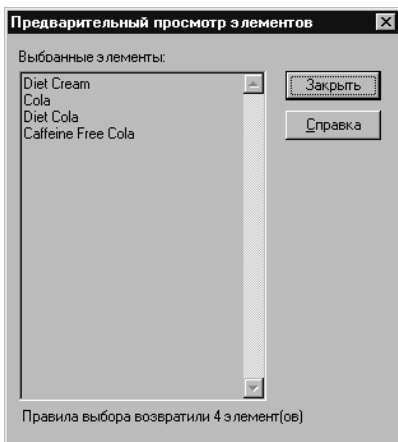 Предварительный просмотр элементов
Выбранные элементы:
Diet Cream
Cola
Diet Cola
Caffeine Free Cola
Закрыть
Справка
Правила выбора возвратили 4 элемент(ов)